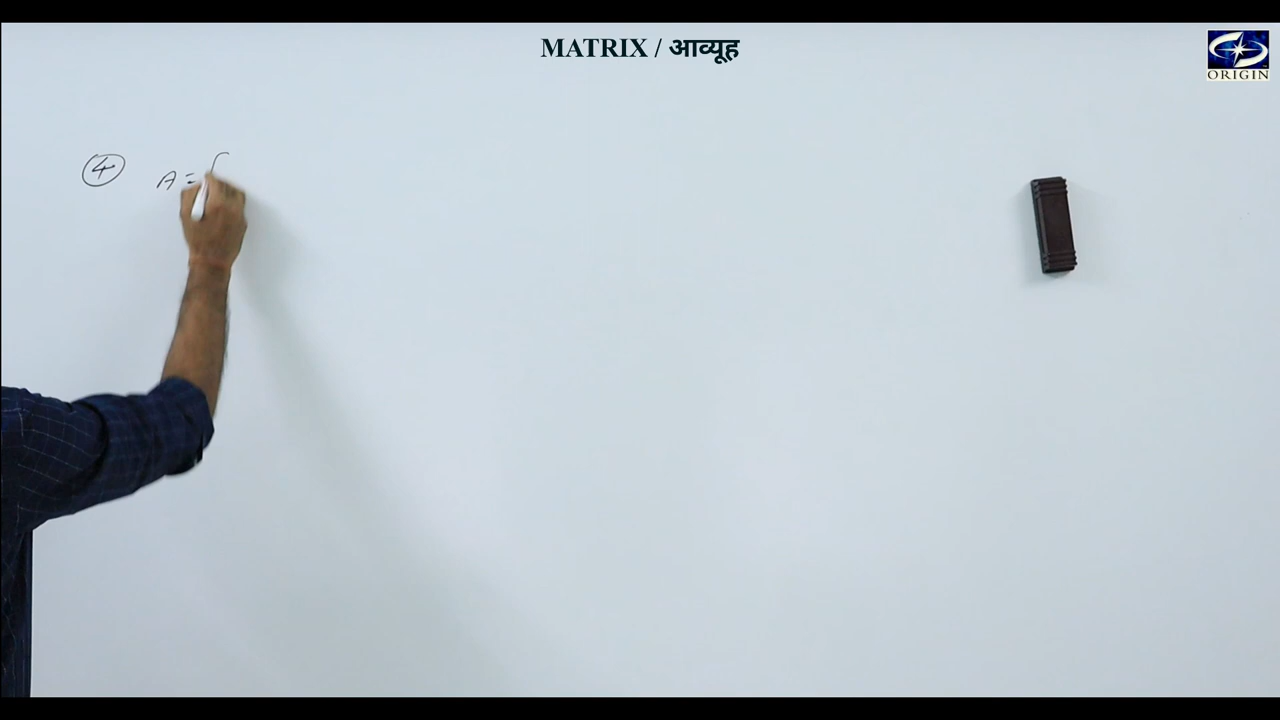 MATRIX / आव्यूह
ORIGIN
④ A = [